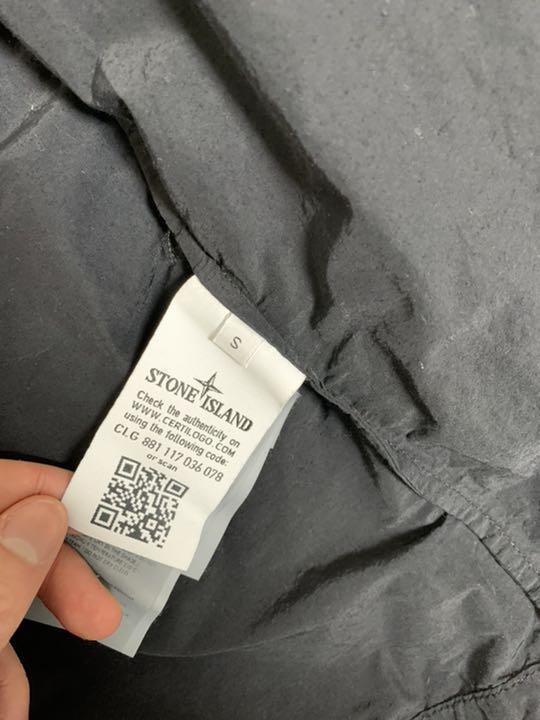 S
STONE ISLAND
Check the authenticity on
WWW.CERTILOGO.COM
using the following code:
CLG 881 117 036 078
or scan